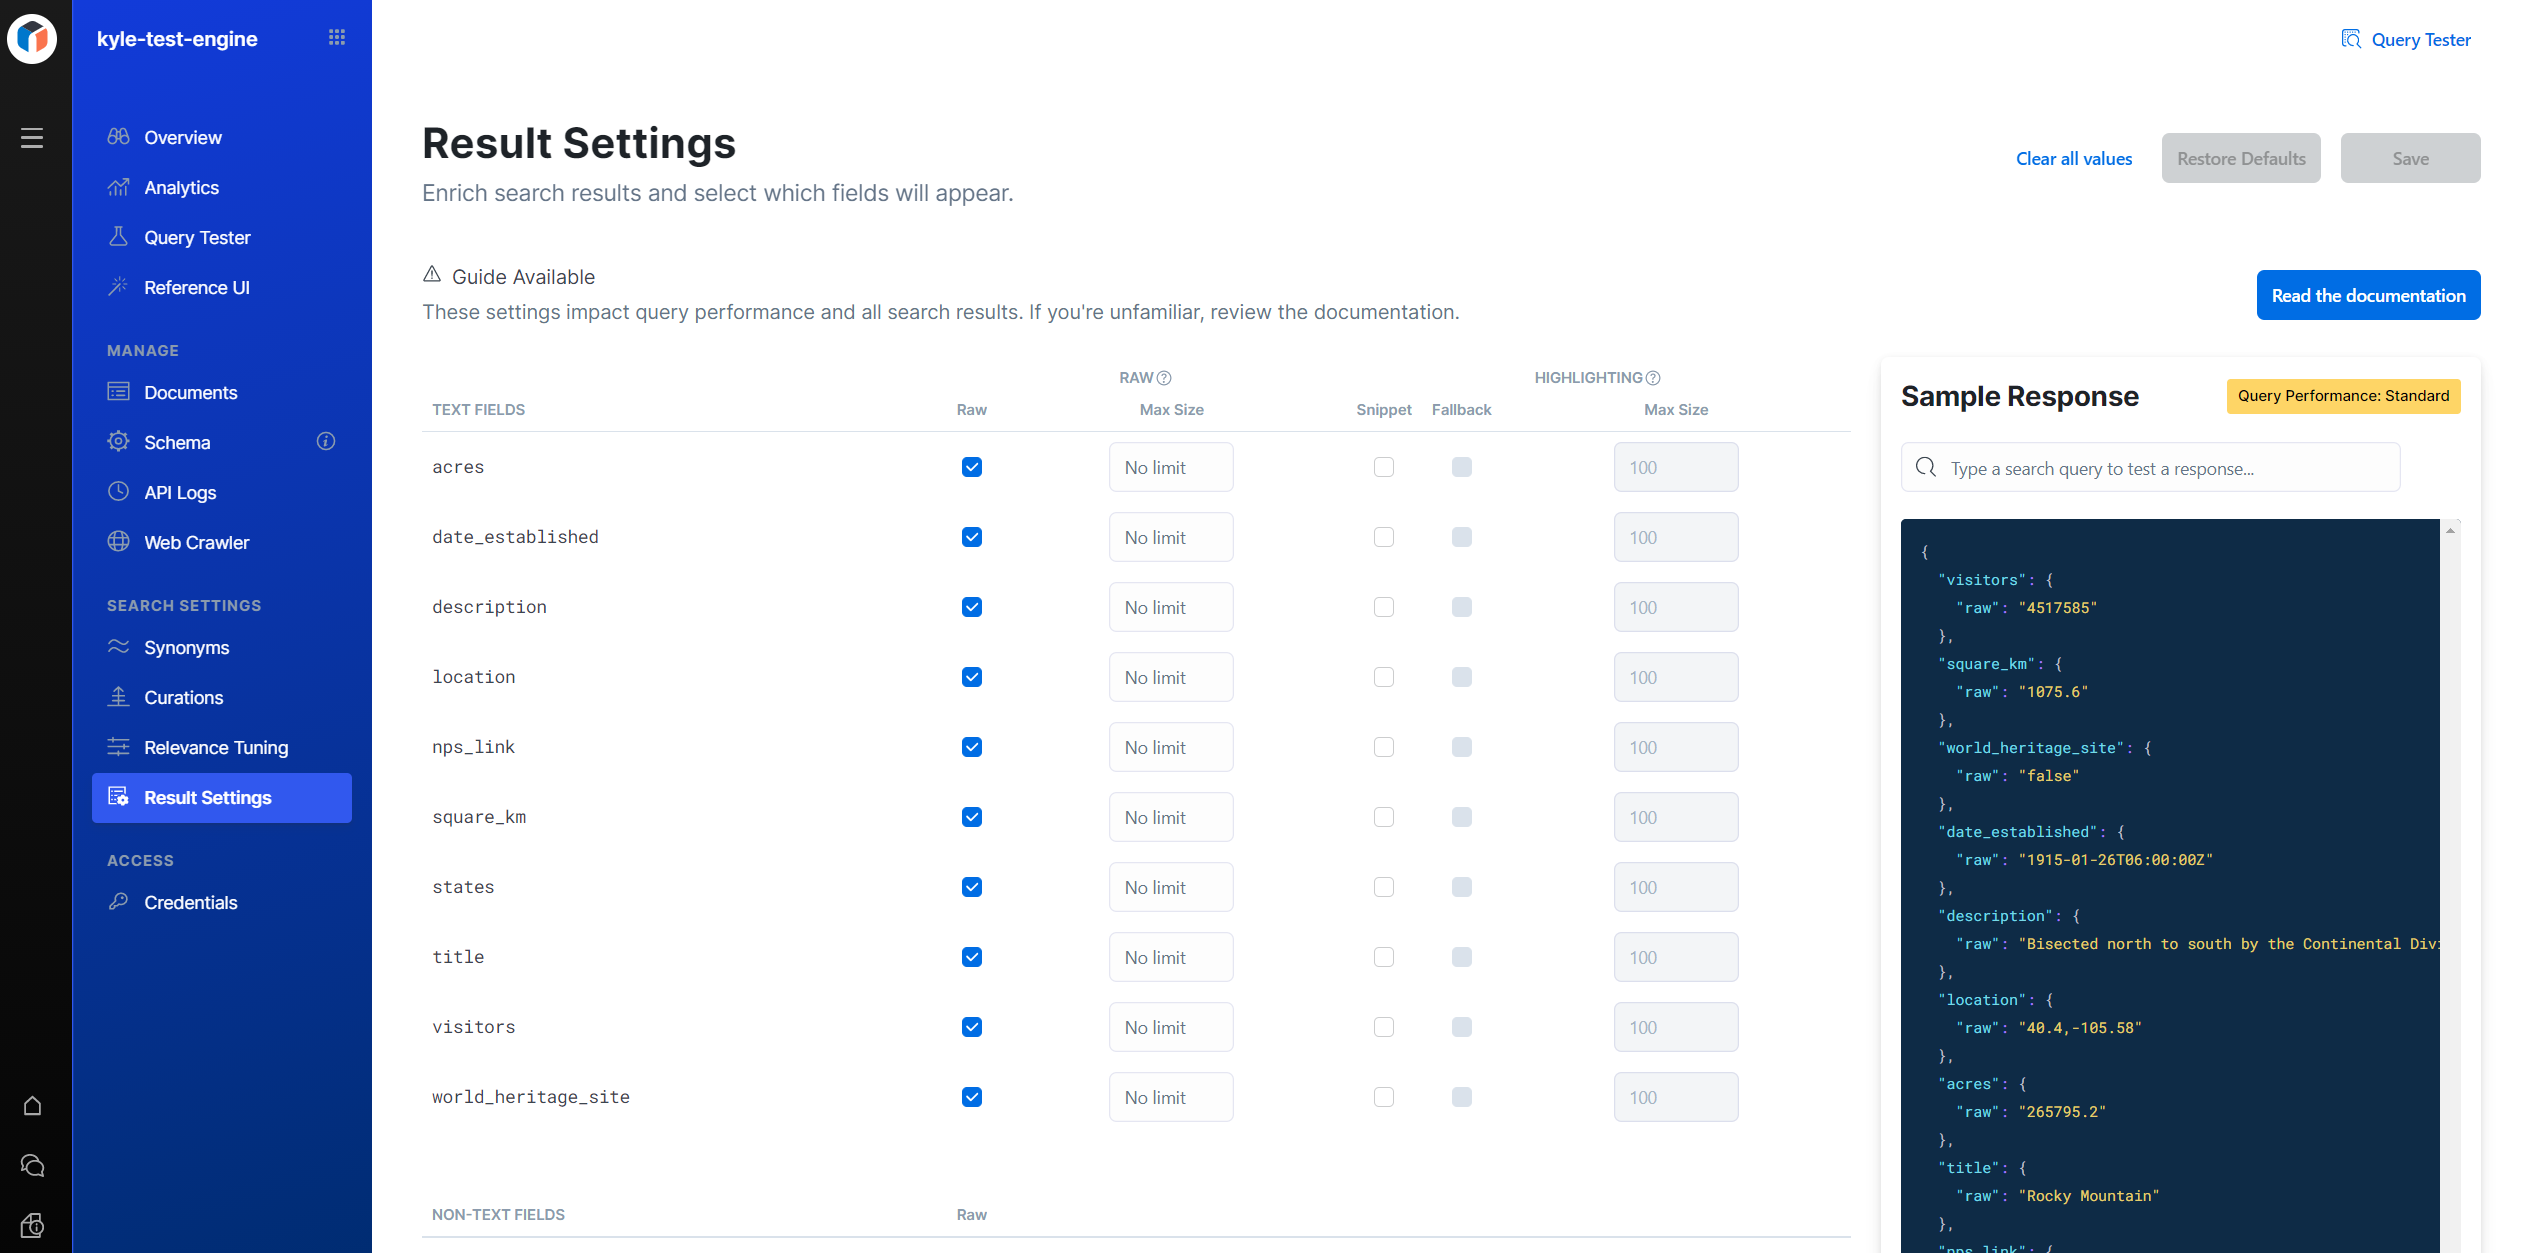 kyle-test-engine
Overview
Analytics
Query Tester
Reference UI
MANAGE
Documents
Schema
API Logs
Web Crawler
SEARCH SETTINGS
Synonyms
Curations
Relevance Tuning
Result Settings
ACCESS
Credentials
Query Tester
Result Settings
Enrich search results and select which fields will appear.
Clear all values
Restore Defaults
Save
Guide Available
These settings impact query performance and all search results. If you're unfamiliar, review the documentation.
Read the documentation
RAW
HIGHLIGHTING
TEXT FIELDS Raw Max Size Snippet Fallback Max Size
acres No limit 100
date_established No limit 100
description No limit 100
location No limit 100
nps_link No limit 100
square_km No limit 100
states No limit 100
title No limit 100
visitors No limit 100
world_heritage_site No limit 100
NON-TEXT FIELDS Raw
Sample Response
Query Performance: Standard
Type a search query to test a response...
{
"visitors": {
"raw": "4517585"
},
"square_km": {
"raw": "1075.6"
},
"world_heritage_site": {
"raw": "false"
},
"date_established": {
"raw": "1915-01-26T06:00:00Z"
},
"description": {
"raw": "Bisected north to south by the Continental Divi
},
"location": {
"raw": "40.4,-105.58"
},
"acres": {
"raw": "265795.2"
},
"title": {
"raw": "Rocky Mountain"
},
"nps_link": {